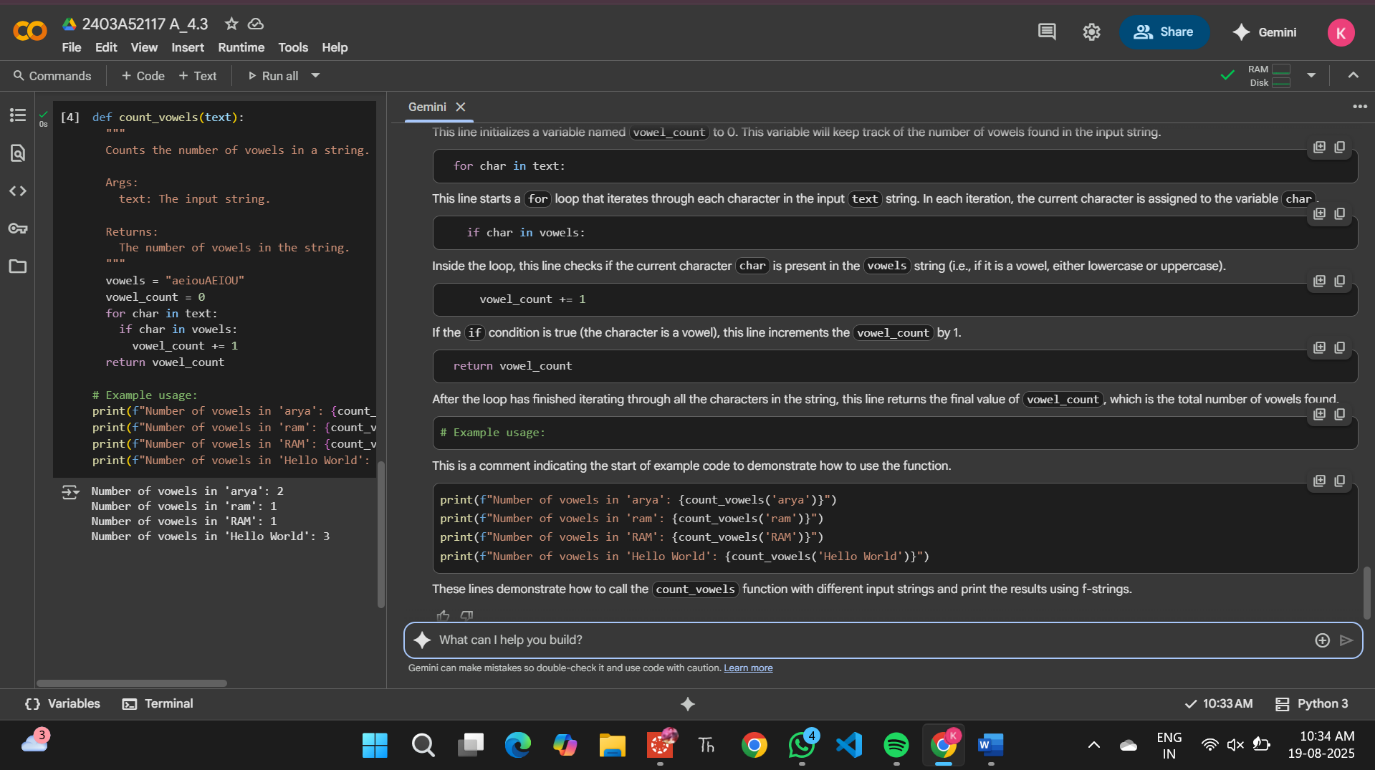 2403A52117 A_4.3
File Edit View Insert Runtime Tools Help
Share
Gemini
K
Commands
+ Code + Text
Run all
RAM
Disk
[4]
0s
def count_vowels(text):
"""
Counts the number of vowels in a string.
Args:
text: The input string.
Returns:
The number of vowels in the string.
"""
vowels = "aeiouAEIOU"
vowel_count = 0
for char in text:
if char in vowels:
vowel_count += 1
return vowel_count
# Example usage:
print(f"Number of vowels in 'arya': {count_
print(f"Number of vowels in 'ram': {count_v
print(f"Number of vowels in 'RAM': {count_v
print(f"Number of vowels in 'Hello World':
Number of vowels in 'arya': 2
Number of vowels in 'ram': 1
Number of vowels in 'RAM': 1
Number of vowels in 'Hello World': 3
Gemini
This line initializes a variable named vowel_count to 0. This variable will keep track of the number of vowels found in the input string.
for char in text:
This line starts a for loop that iterates through each character in the input text string. In each iteration, the current character is assigned to the variable char.
if char in vowels:
Inside the loop, this line checks if the current character char is present in the vowels string (i.e., if it is a vowel, either lowercase or uppercase).
vowel_count += 1
If the if condition is true (the character is a vowel), this line increments the vowel_count by 1.
return vowel_count
After the loop has finished iterating through all the characters in the string, this line returns the final value of vowel_count, which is the total number of vowels found.
# Example usage:
This is a comment indicating the start of example code to demonstrate how to use the function.
print(f"Number of vowels in 'arya': {count_vowels('arya')}")
print(f"Number of vowels in 'ram': {count_vowels('ram')}")
print(f"Number of vowels in 'RAM': {count_vowels('RAM')}")
print(f"Number of vowels in 'Hello World': {count_vowels('Hello World')}")
These lines demonstrate how to call the count_vowels function with different input strings and print the results using f-strings.
What can I help you build?
Gemini can make mistakes so double-check it and use code with caution. Learn more
Variables
Terminal
10:33 AM
Python 3
3
Th
4
K
W
ENG
IN
10:34 AM
19-08-2025